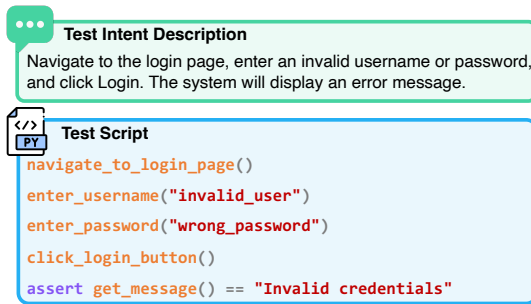 Test Intent Description
Navigate to the login page, enter an invalid username or password,
and click Login. The system will display an error message.
</>
PY
Test Script
navigate_to_login_page()
enter_username("invalid_user")
enter_password("wrong_password")
click_login_button()
assert get_message() == "Invalid credentials"